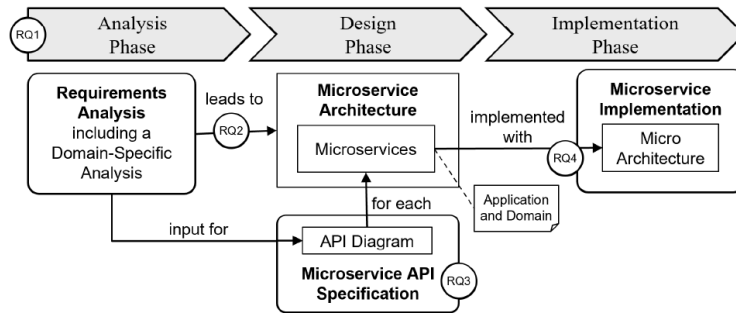 RQ1
Analysis
Phase
Design
Phase
Implementation
Phase
Requirements
Analysis
including a
Domain-Specific
Analysis
leads to
RQ2
Microservice
Architecture
Microservices
implemented
with
RQ4
Microservice
Implementation
Micro
Architecture
Application
and Domain
for each
input for
API Diagram
Microservice API
Specification
RQ3